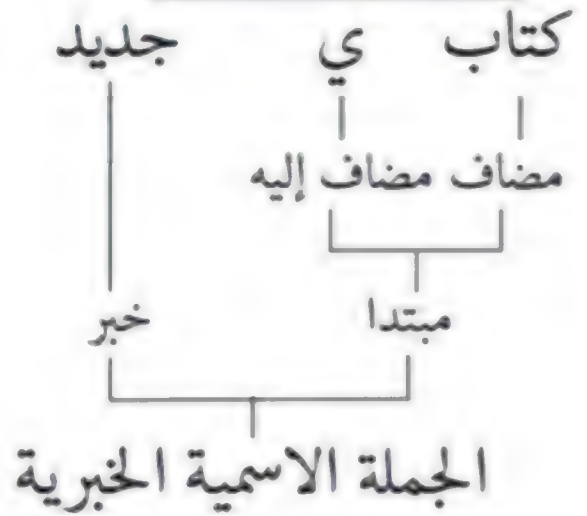 كتاب ي جديد
مضاف مضاف إليه
مبتدا خبر
الجملة الاسمية الخبرية